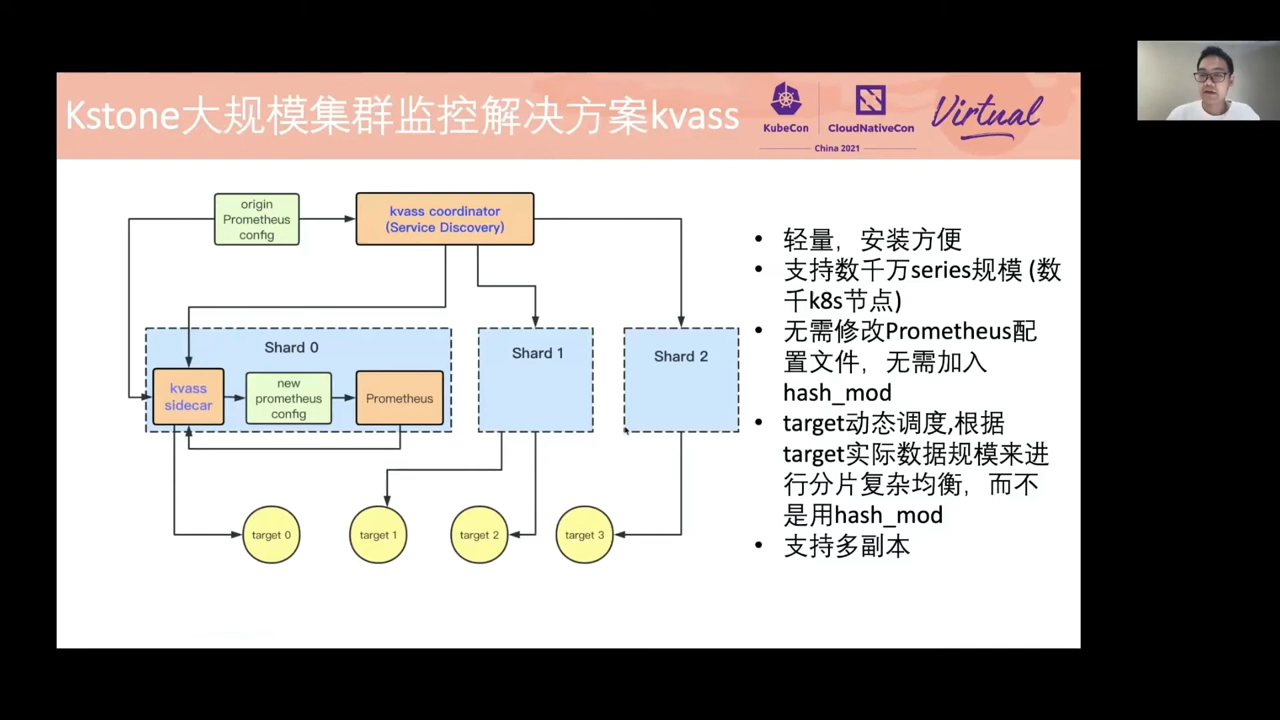 Kstone大规模集群监控解决方案kvass
KubeCon
CloudNativeCon
Virtual
China 2021
origin
Prometheus
config
kvass coordinator
(Service Discovery)
Shard 0
kvass
sidecar
new
prometheus
config
Prometheus
Shard 1
Shard 2
target 0
target 1
target 2
target 3
• 轻量，安装方便
• 支持数千万series规模 (数
千k8s节点)
• 无需修改Prometheus配
置文件，无需加入
hash_mod
• target动态调度,根据
target实际数据规模来进
行分片复杂均衡，而不
是用hash_mod
• 支持多副本